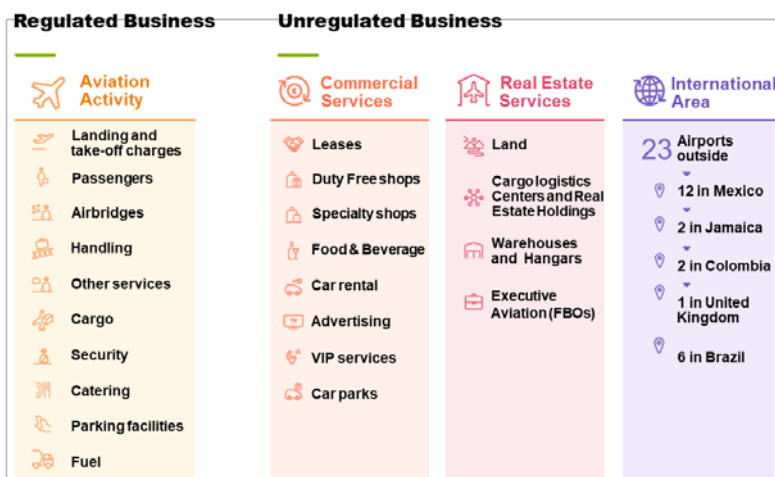 Regulated Business
Unregulated Business
Aviation
Activity
Landing and
take-off charges
Passengers
Airbridges
Handling
Other services
Cargo
Security
Catering
Parking facilities
Fuel
Commercial
Services
Leases
Duty Free shops
Specialty shops
Food & Beverage
Car rental
Advertising
VIP services
Car parks
Real Estate
Services
Land
Cargo logistics
Centers and Real
Estate Holdings
Warehouses
and Hangars
Executive
Aviation (FBOs)
International
Area
23 Airports
outside
12 in Mexico
2 in Jamaica
2 in Colombia
1 in United
Kingdom
6 in Brazil